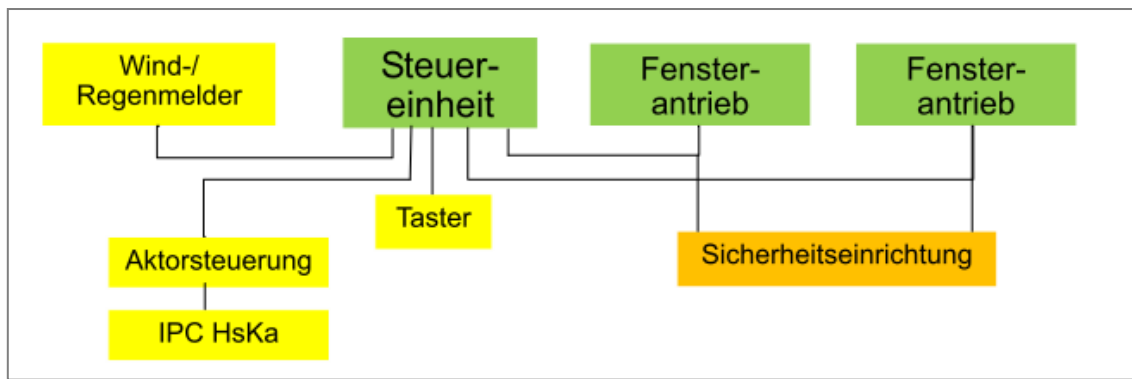 Wind-/
Regenmelder
Steuer-
einheit
Fenster-
antrieb
Fenster-
antrieb
Taster
Aktorsteuerung
Sicherheitseinrichtung
IPC HsKa